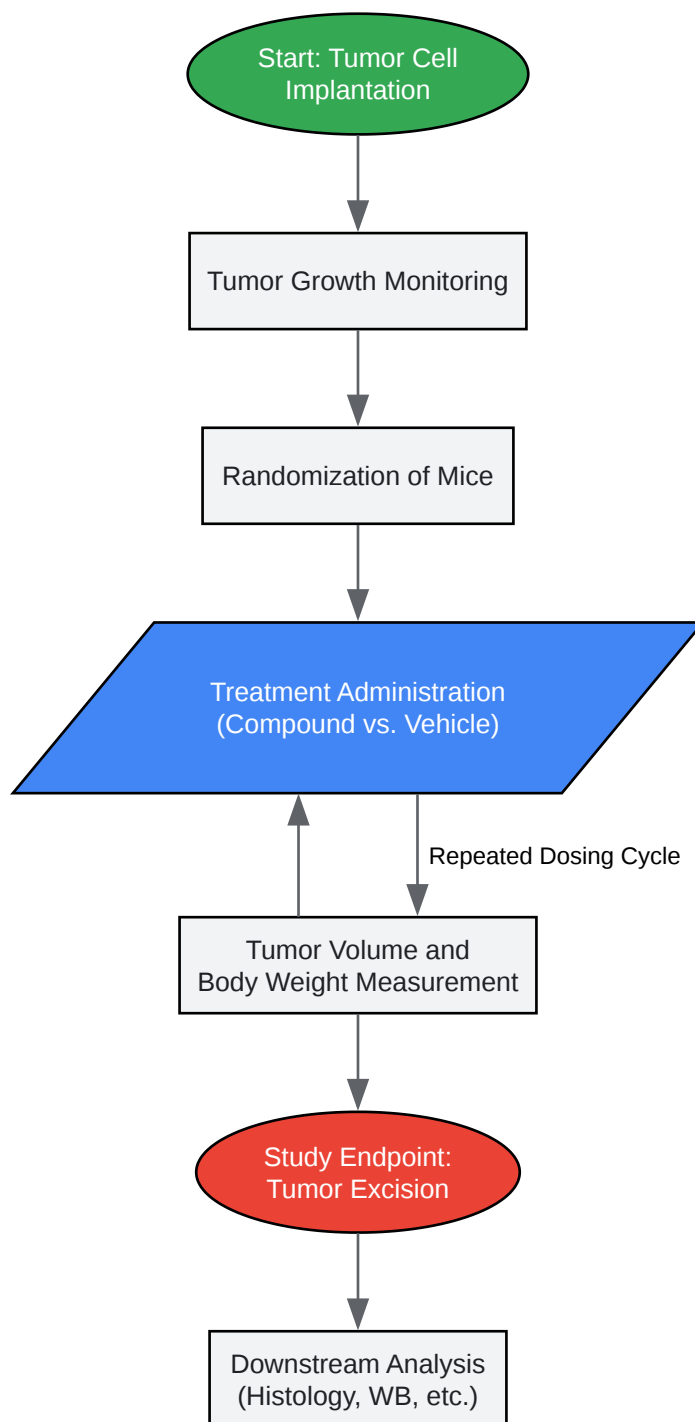 Start: Tumor Cell
Implantation
Tumor Growth Monitoring
Randomization of Mice
Treatment Administration
(Compound vs. Vehicle)
Repeated Dosing Cycle
Tumor Volume and
Body Weight Measurement
Study Endpoint:
Tumor Excision
Downstream Analysis
(Histology, WB, etc.)